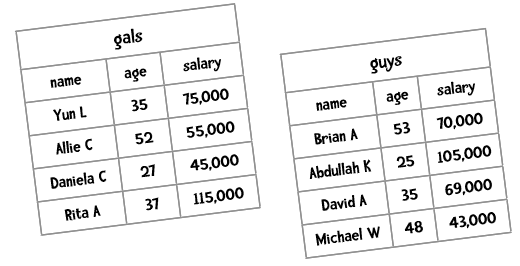 gals
name age salary
Yun L 35 75,000
Allie C 52 55,000
Daniela C 27 45,000
Rita A 37 115,000
guys
name age salary
Brian A 53 70,000
Abdullah K 25 105,000
David A 35 69,000
Michael W 48 43,000